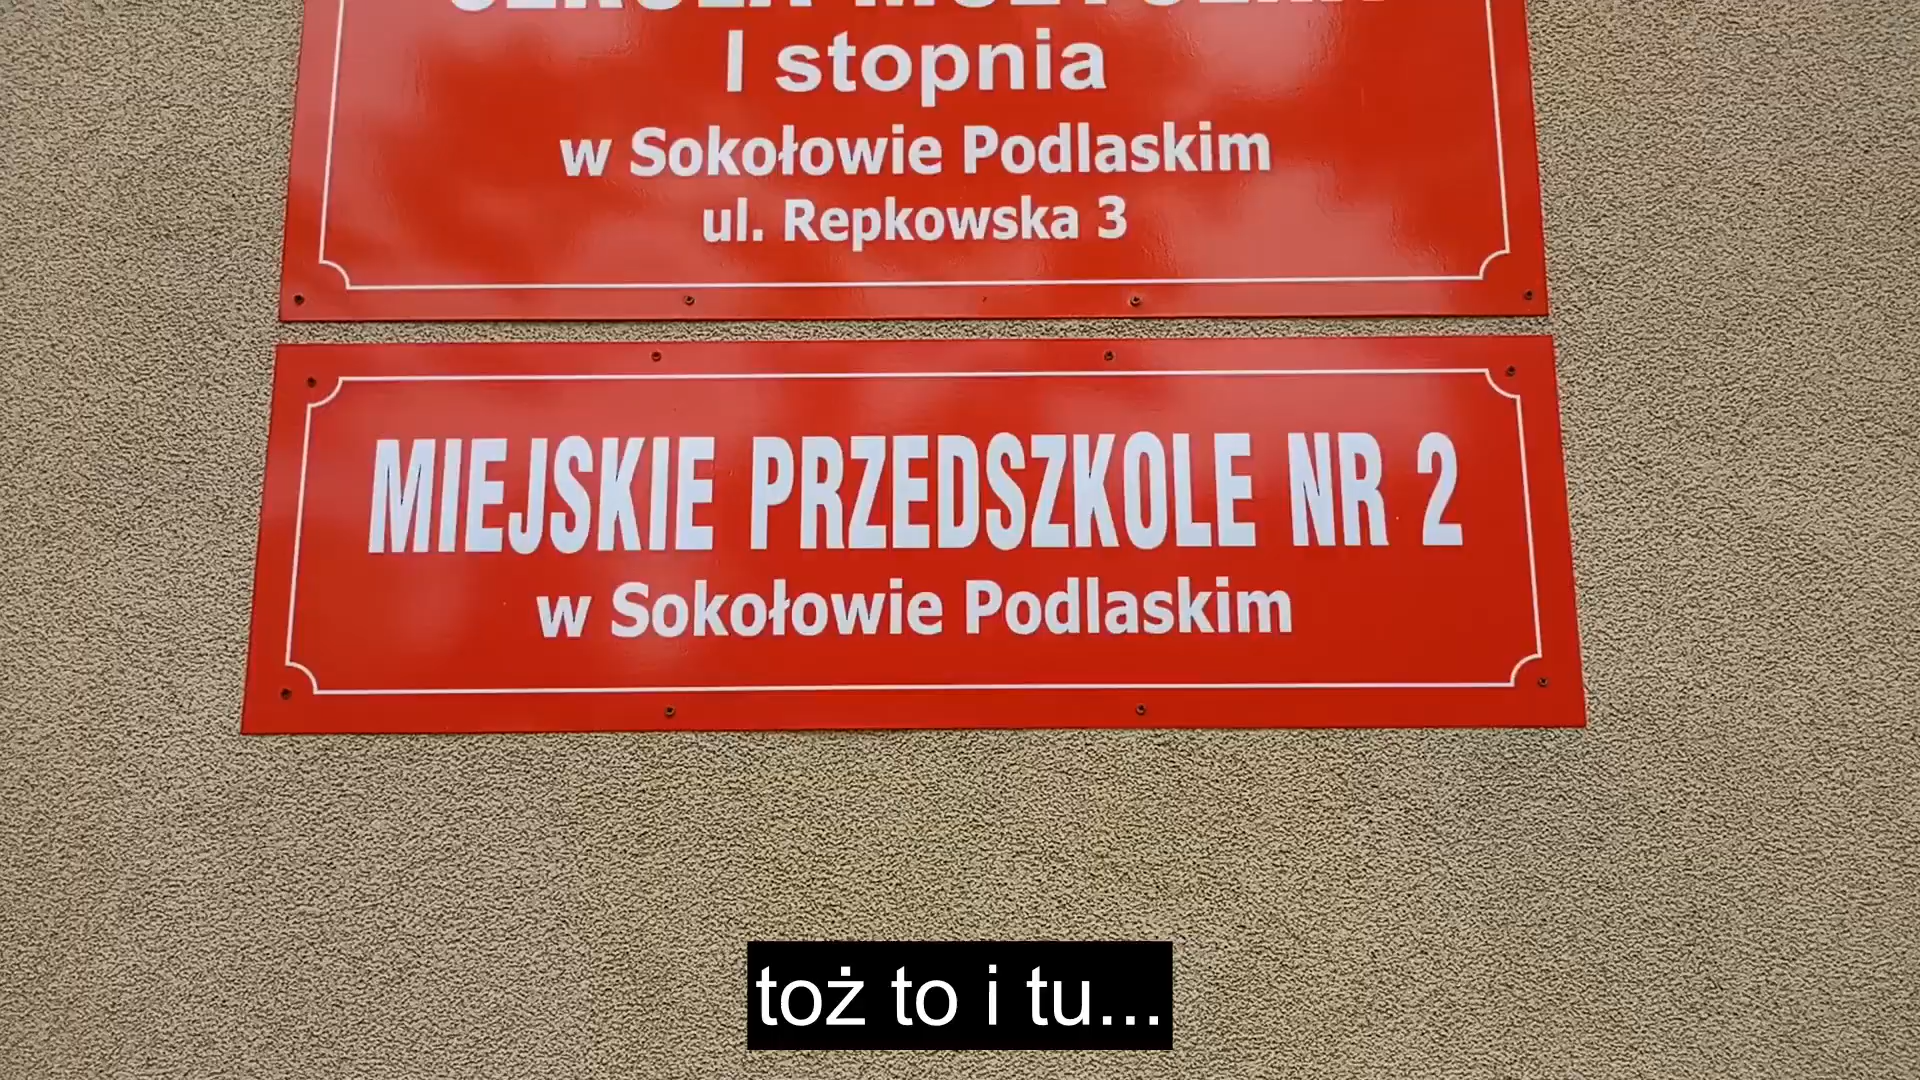 I stopnia
w Sokołowie Podlaskim
ul. Repkowska 3
MIEJSKIE PRZEDSZKOLE NR 2
w Sokołowie Podlaskim
toż to i tu...